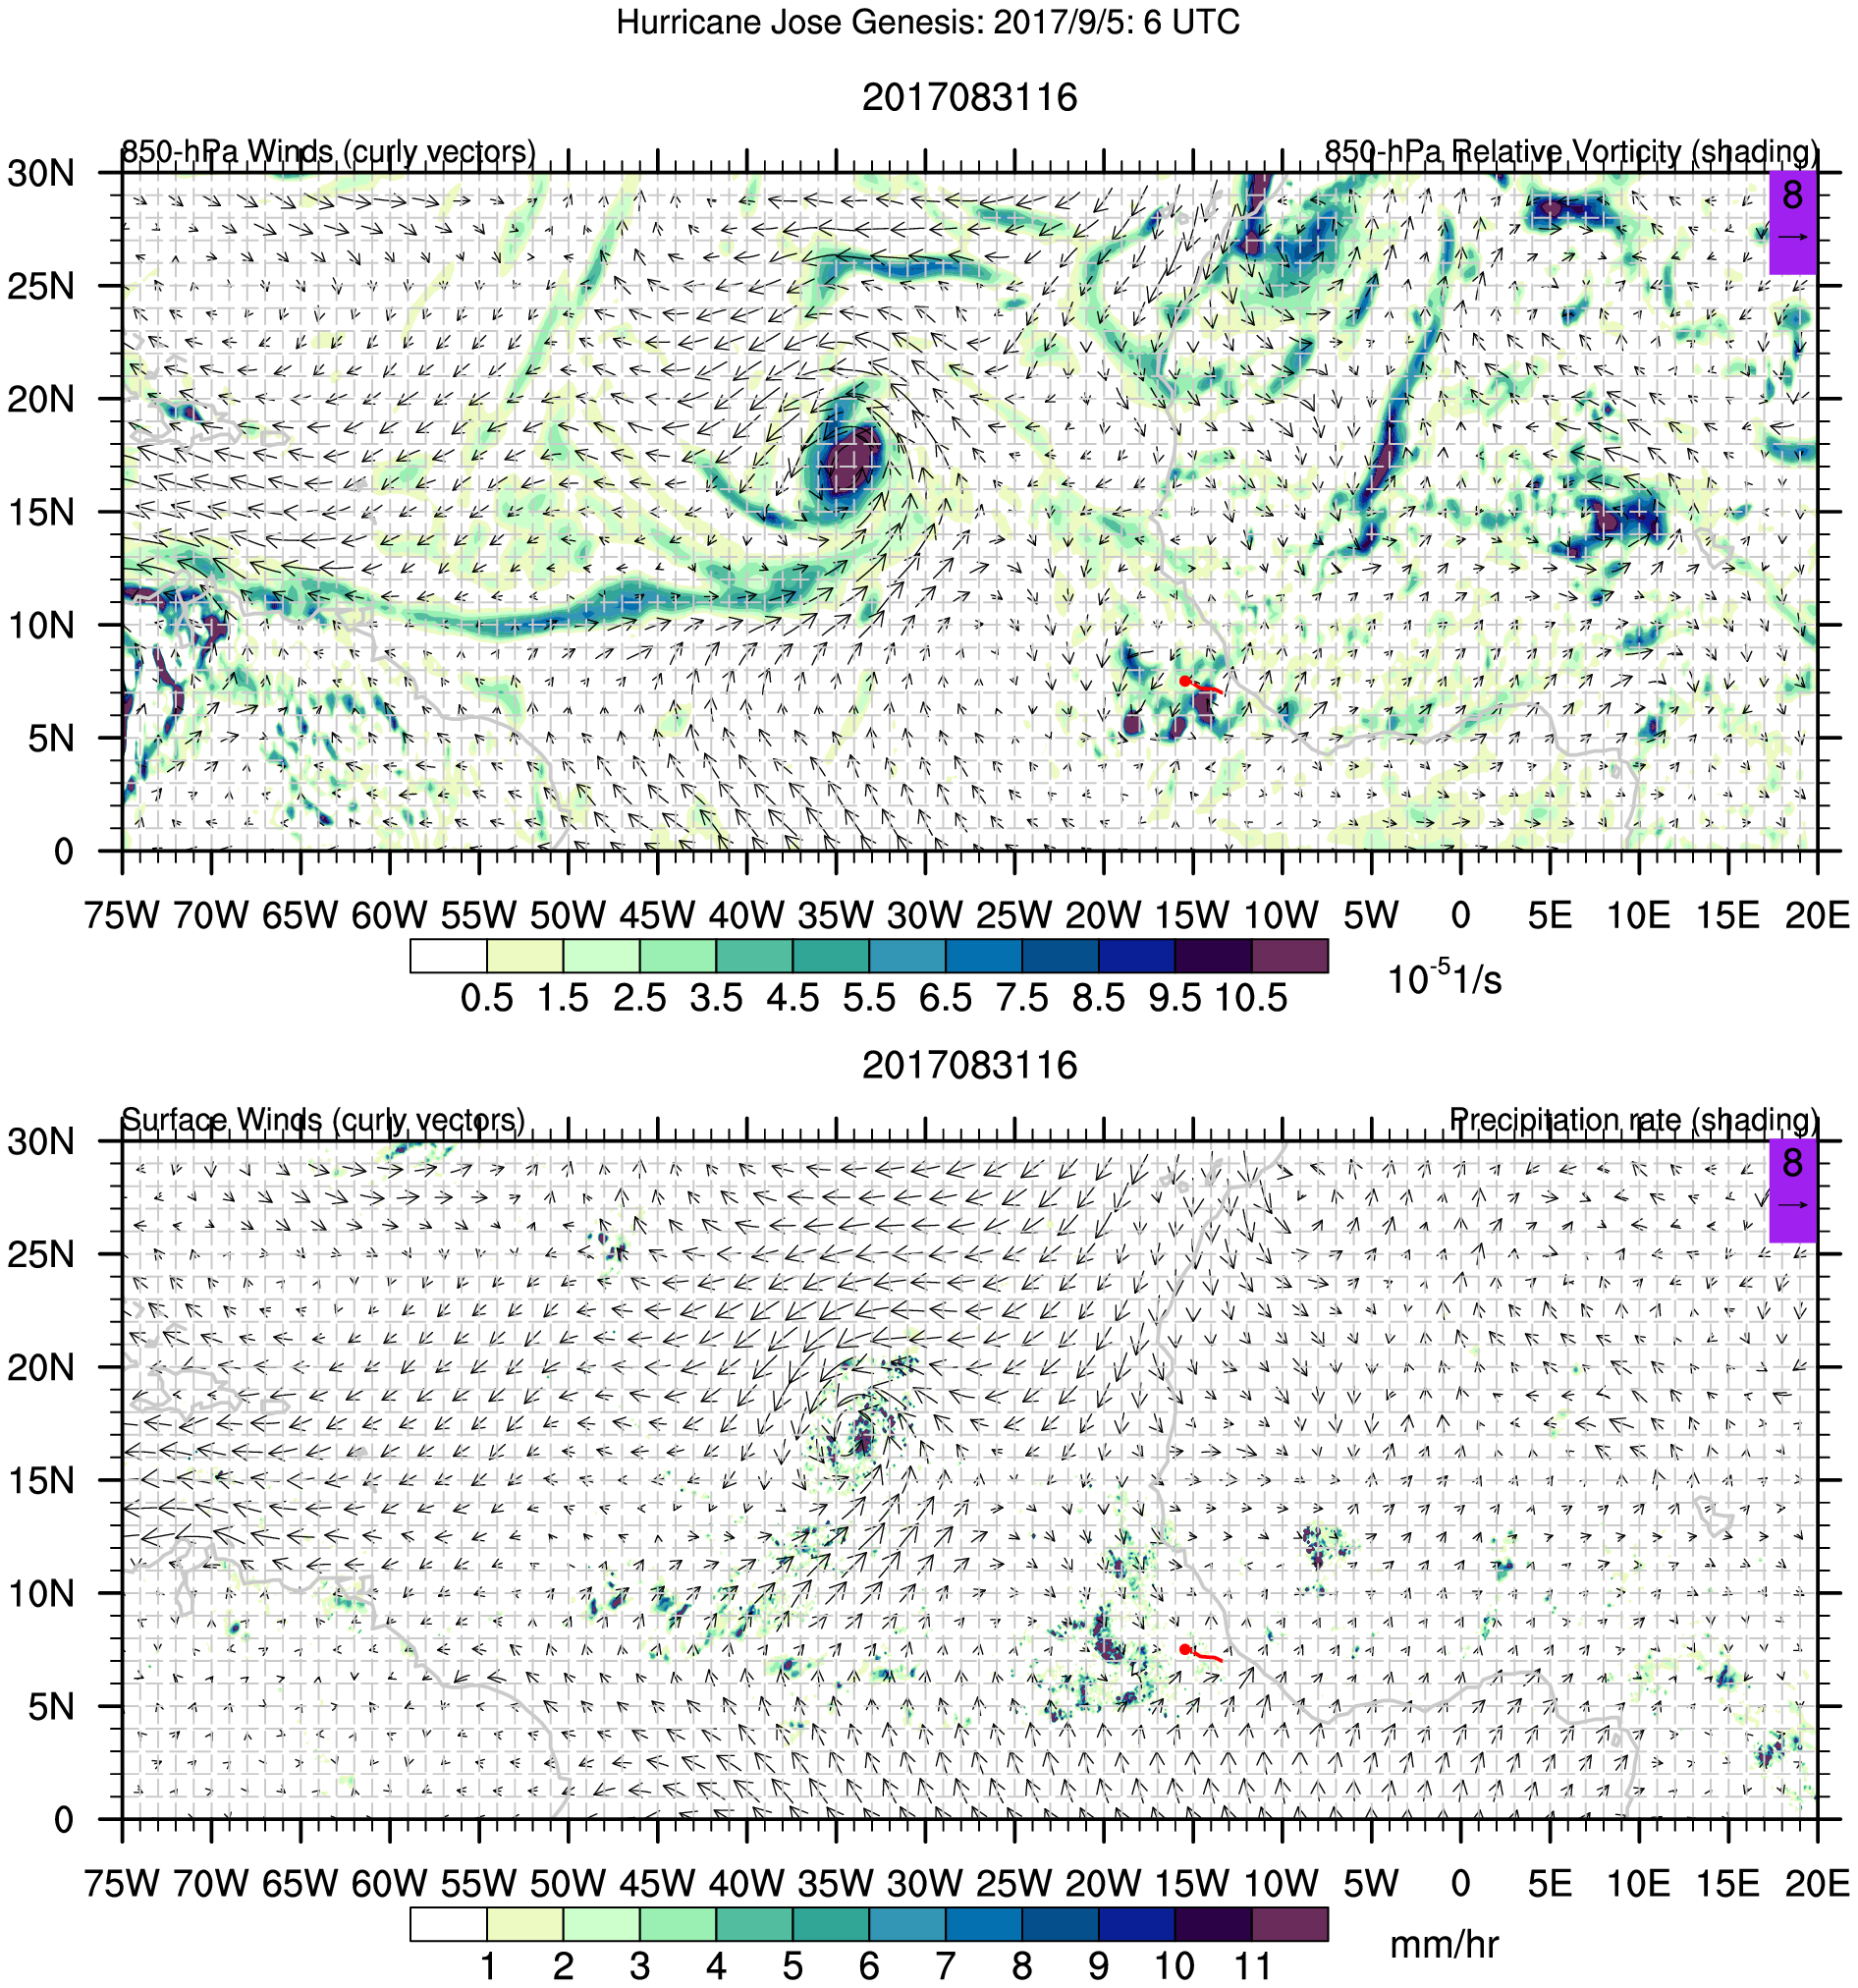 Hurricane Jose Genesis: 2017/9/5: 6 UTC
2017083116
850-hPa Winds (curly vectors) 850-hPa Relative Vorticity (shading)
8
30N
25N
20N
15N
10N
5N
0
75W 70W 65W 60W 55W 50W 45W 40W 35W 30W 25W 20W 15W 10W 5W 0 5E 10E 15E 20E
0.5 1.5 2.5 3.5 4.5 5.5 6.5 7.5 8.5 9.5 10.5
10-51/s
2017083116
Surface Winds (curly vectors) Precipitation rate (shading)
8
30N
25N
20N
15N
10N
5N
0
75W 70W 65W 60W 55W 50W 45W 40W 35W 30W 25W 20W 15W 10W 5W 0 5E 10E 15E 20E
1 2 3 4 5 6 7 8 9 10 11
mm/hr